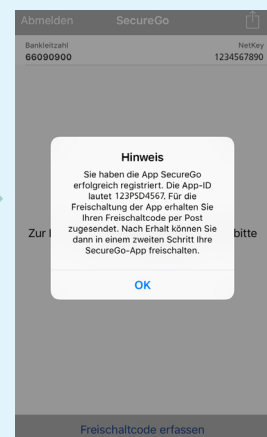 Abmelden SecureGo
Bankleitzahl NetKey
66090900 1234567890
Hinweis
Sie haben die App SecureGo
erfolgreich registriert. Die App-ID
lautet 123PSD4567. Für die
Freischaltung der App erhalten Sie
Ihren Freischaltcode per Post
zugesendet. Nach Erhalt können Sie
dann in einem zweiten Schritt Ihre
SecureGo-App freischalten.
Zur bitte
OK
Freischaltcode erfassen